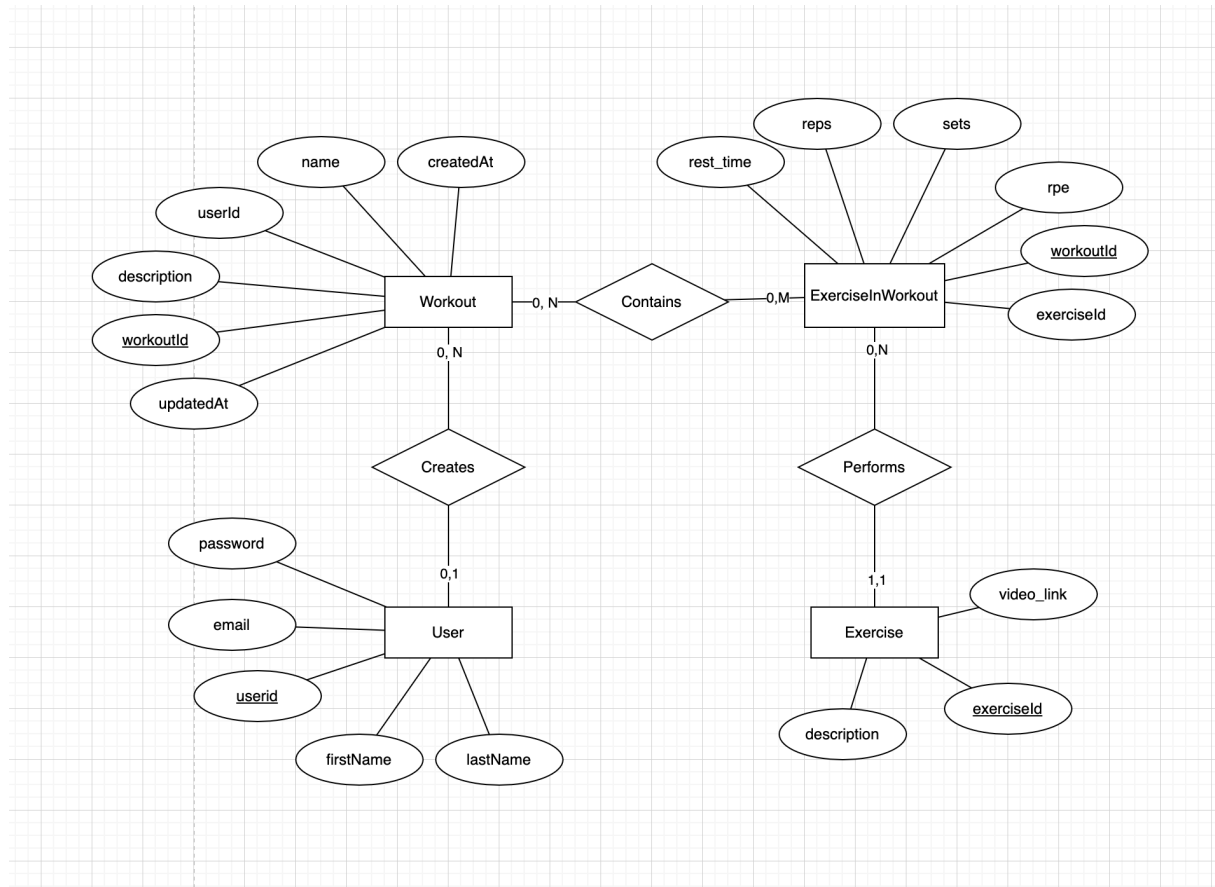 reps
sets
name
createdAt
rest_time
rpe
userId
workoutId
description
Workout
0, N
Contains
0,M
ExerciseInWorkout
exerciseId
workoutId
0, N
0,N
updatedAt
Creates
Performs
password
0,1
1,1
video_link
email
User
Exercise
userid
exerciseId
description
firstName
lastName